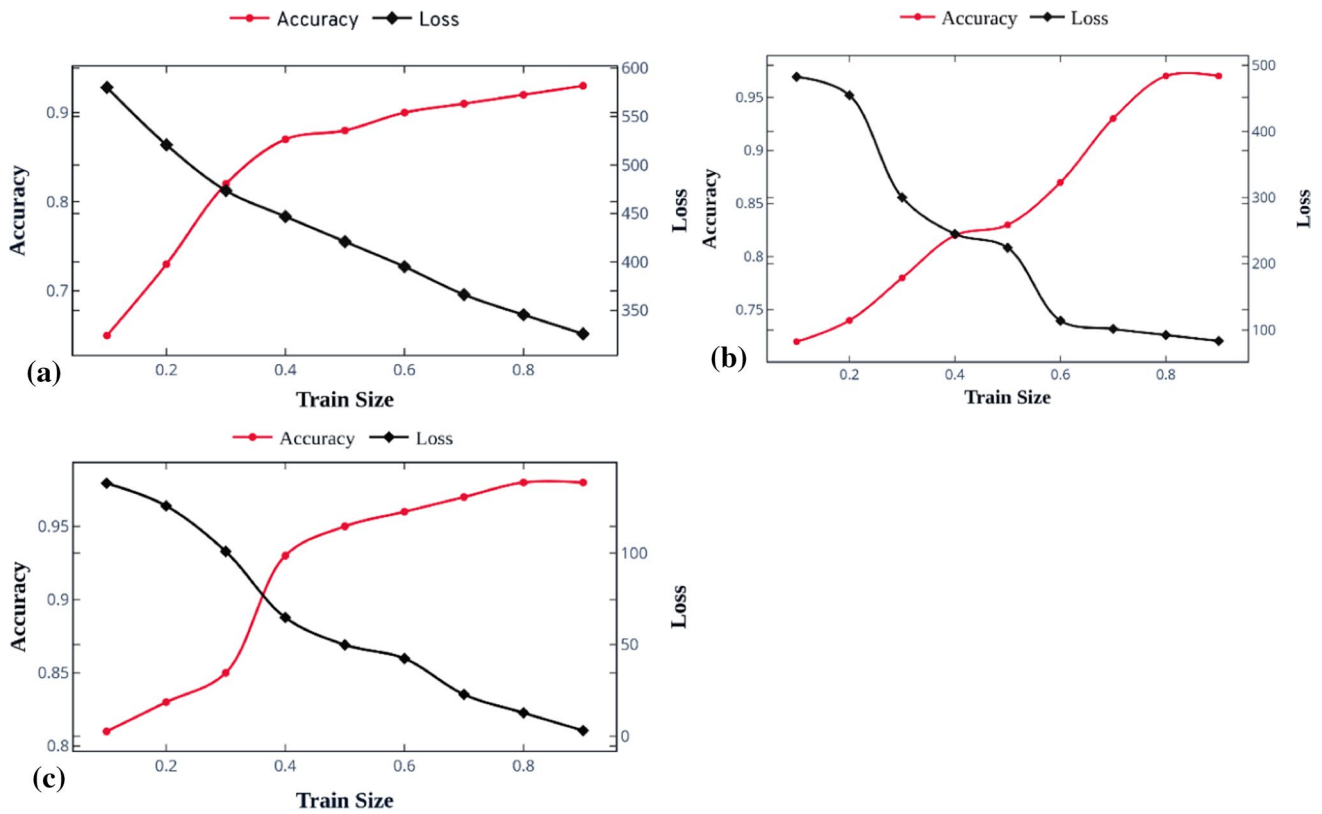 Accuracy Loss
600
0.9 550
500
0.8 450
400
0.7 350
Accuracy
Loss
(a)
0.2 0.4 0.6 0.8
Train Size
Accuracy Loss
500
0.95
400
0.9
0.85 300
0.8 200
0.75
100
Accuracy
Loss
(b)
0.2 0.4 0.6 0.8
Train Size
Accuracy Loss
0.95
100
0.9
0.85 50
0.8 0
Accuracy
Loss
(c)
0.2 0.4 0.6 0.8
Train Size